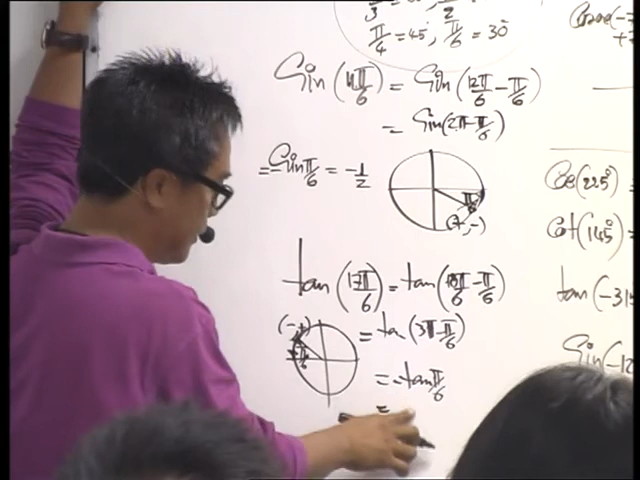 π/4 = 45°, π/6 = 30°
Sin(11π/6) = Sin(12π/6 - π/6)
= Sin(2π - π/6)
= -Sin π/6 = -1/2
π/6
(+, -)
tan(17π/6) = tan(18π/6 - π/6)
(-, +)
= tan(3π - π/6)
= -tan π/6
=
Cos(225°)
Cot(145°) =
tan(-31
Sin(-12